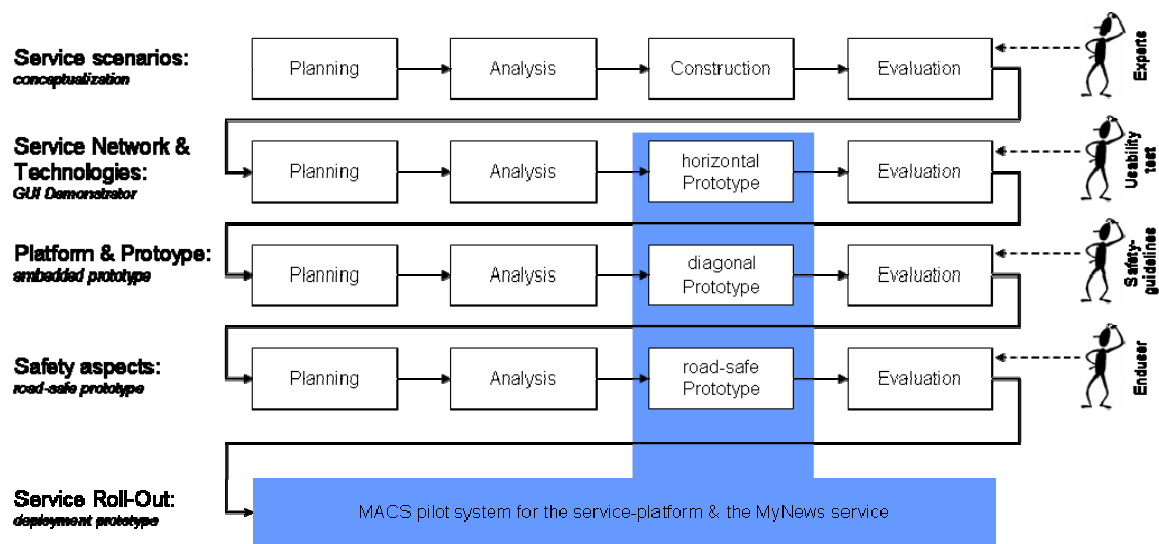 Service scenarios:
conceptualization
Planning
Analysis
Construction
Evaluation
Experts
Service Network &
Technologies:
GUI Demonstrator
Planning
Analysis
horizontal
Prototype
Evaluation
Usability
test
Platform & Protoype:
embedded prototype
Planning
Analysis
diagonal
Prototype
Evaluation
Safety-
guidelines
Safety aspects:
road-safe prototype
Planning
Analysis
road-safe
Prototype
Evaluation
Enduser
Service Roll-Out:
deployment prototype
MACS pilot system for the service-platform & the MyNews service